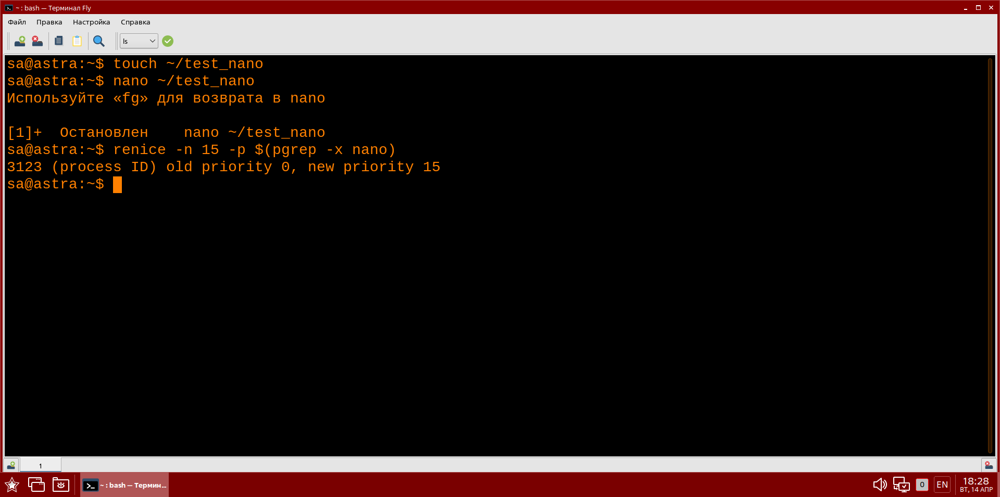 ~ : bash — Терминал Fly
Файл Правка Настройка Справка
ls
sa@astra:~$ touch ~/test_nano
sa@astra:~$ nano ~/test_nano
Используйте «fg» для возврата в nano
[1]+  Остановлен    nano ~/test_nano
sa@astra:~$ renice -n 15 -p $(pgrep -x nano)
3123 (process ID) old priority 0, new priority 15
sa@astra:~$
1
~ : bash — Термин...
0
EN
18:28
ВТ, 14 АПР